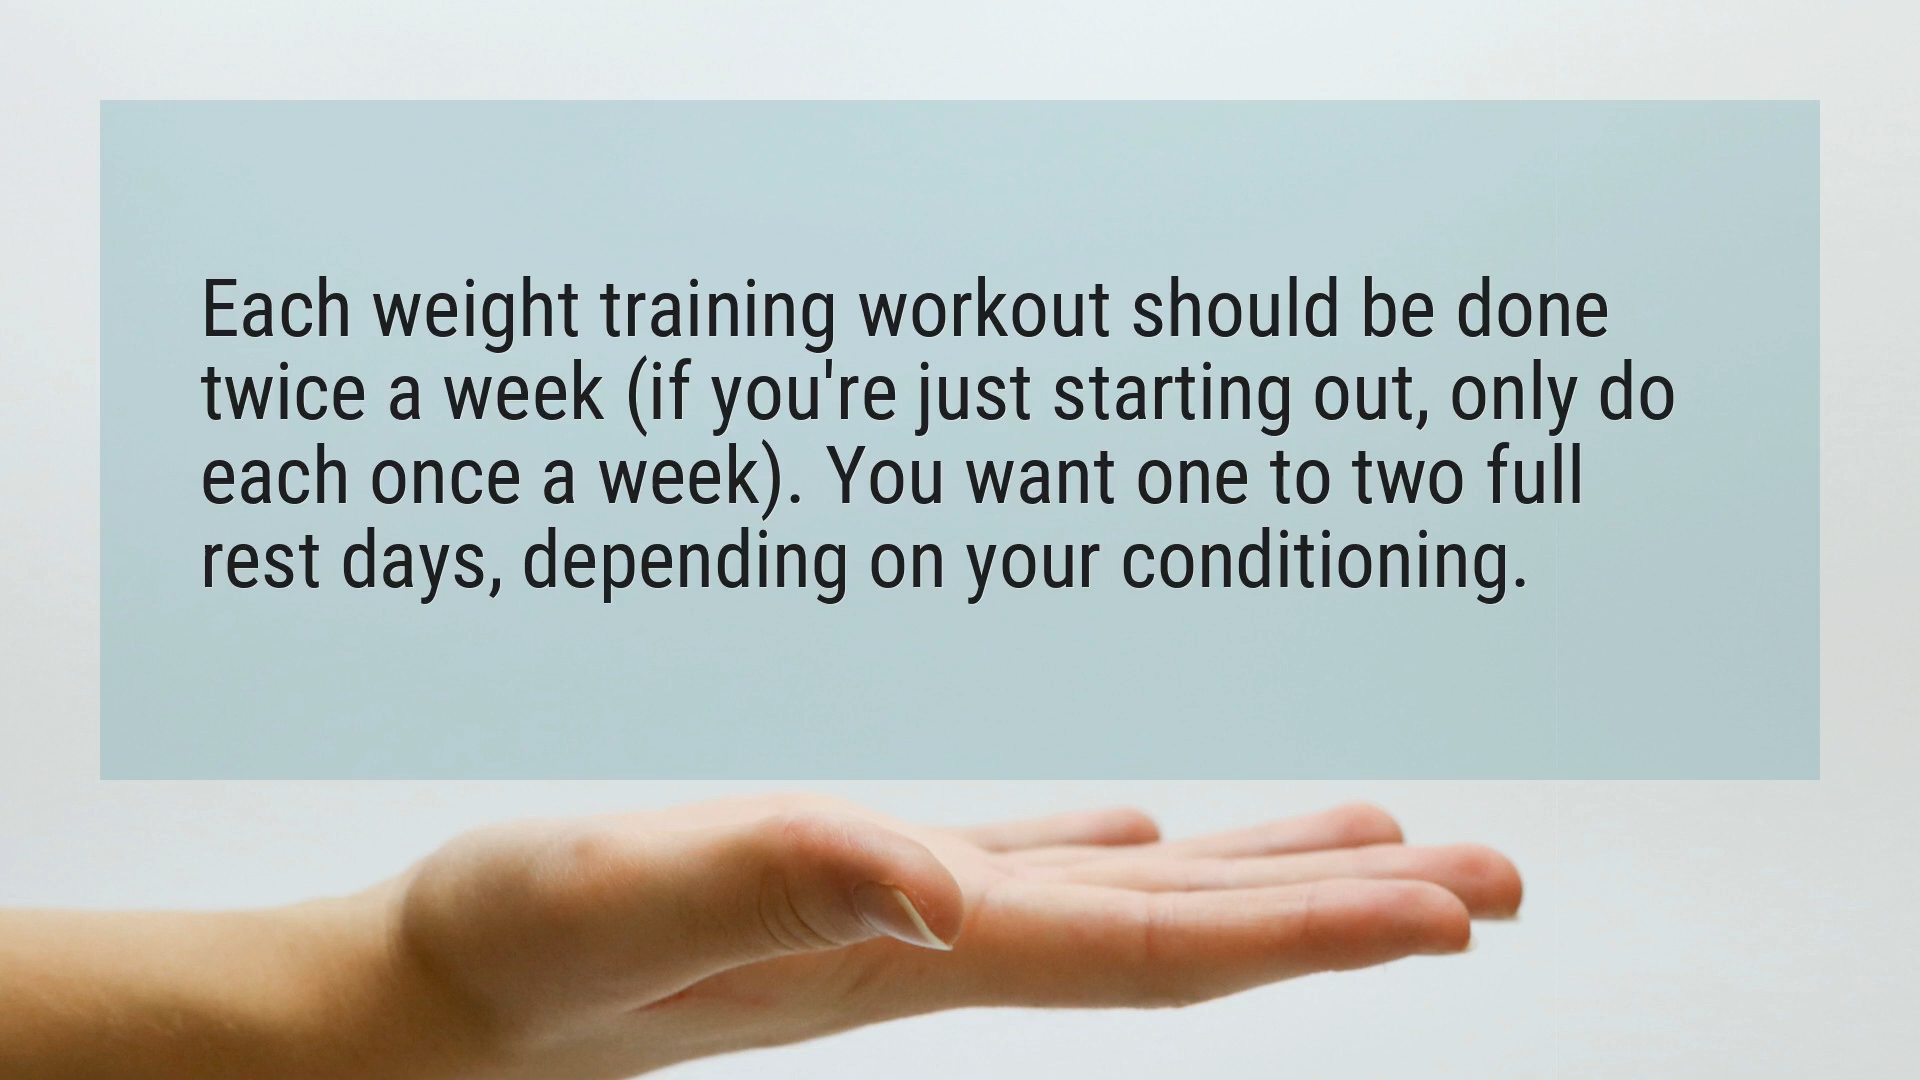 Each weight training workout should be done
twice a week (if you're just starting out, only do
each once a week). You want one to two full
rest days, depending on your conditioning.